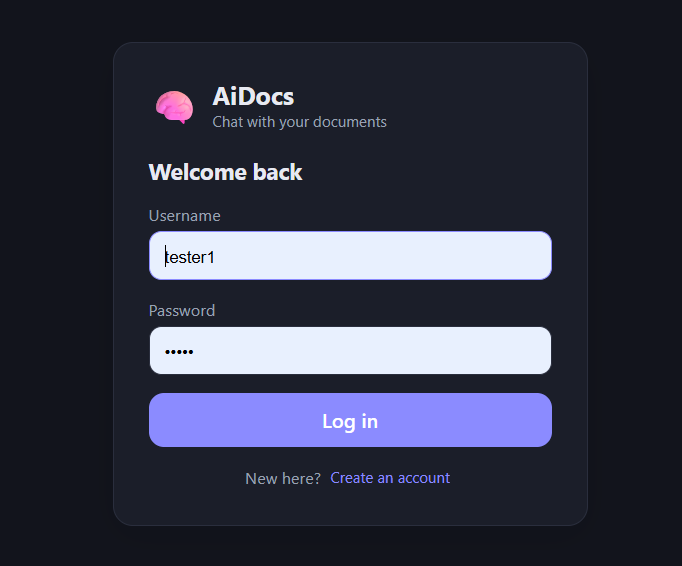 AiDocs
Chat with your documents
Welcome back
Username
tester1
Password
•••••
Log in
New here? Create an account